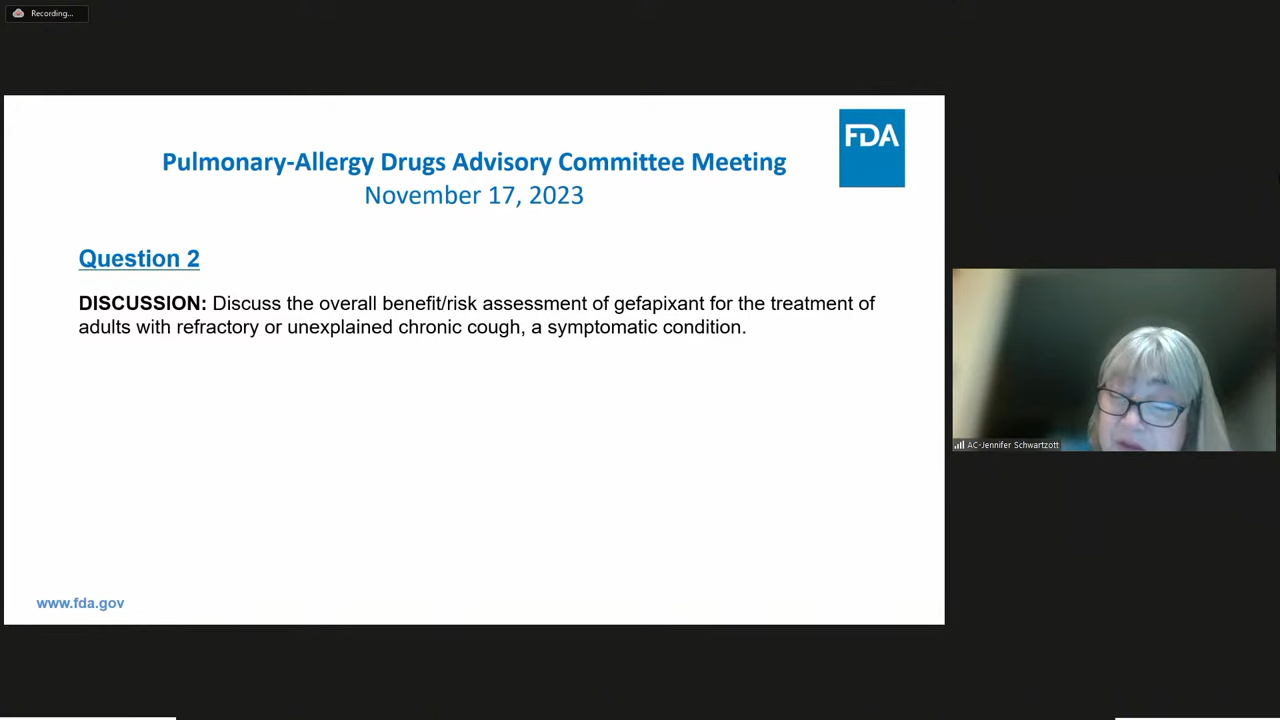 Recording...
FDA
Pulmonary-Allergy Drugs Advisory Committee Meeting
November 17, 2023
Question 2
DISCUSSION: Discuss the overall benefit/risk assessment of gefapixant for the treatment of
adults with refractory or unexplained chronic cough, a symptomatic condition.
AC-Jennifer Schwartzott
www.fda.gov